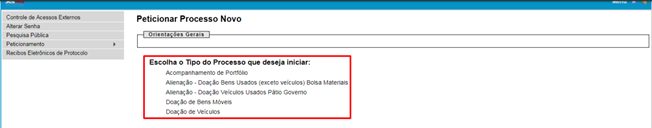 Controle de Acessos Externos
Alterar Senha
Pesquisa Pública
Peticionamento
Recibos Eletrônicos de Protocolo
Peticionar Processo Novo
Orientações Gerais
Escolha o Tipo do Processo que deseja iniciar:
Acompanhamento de Portfólio
Alienação - Doação Bens Usados (exceto veículos) Bolsa Materiais
Alienação - Doação Veículos Usados Pátio Governo
Doação de Bens Móveis
Doação de Veículos